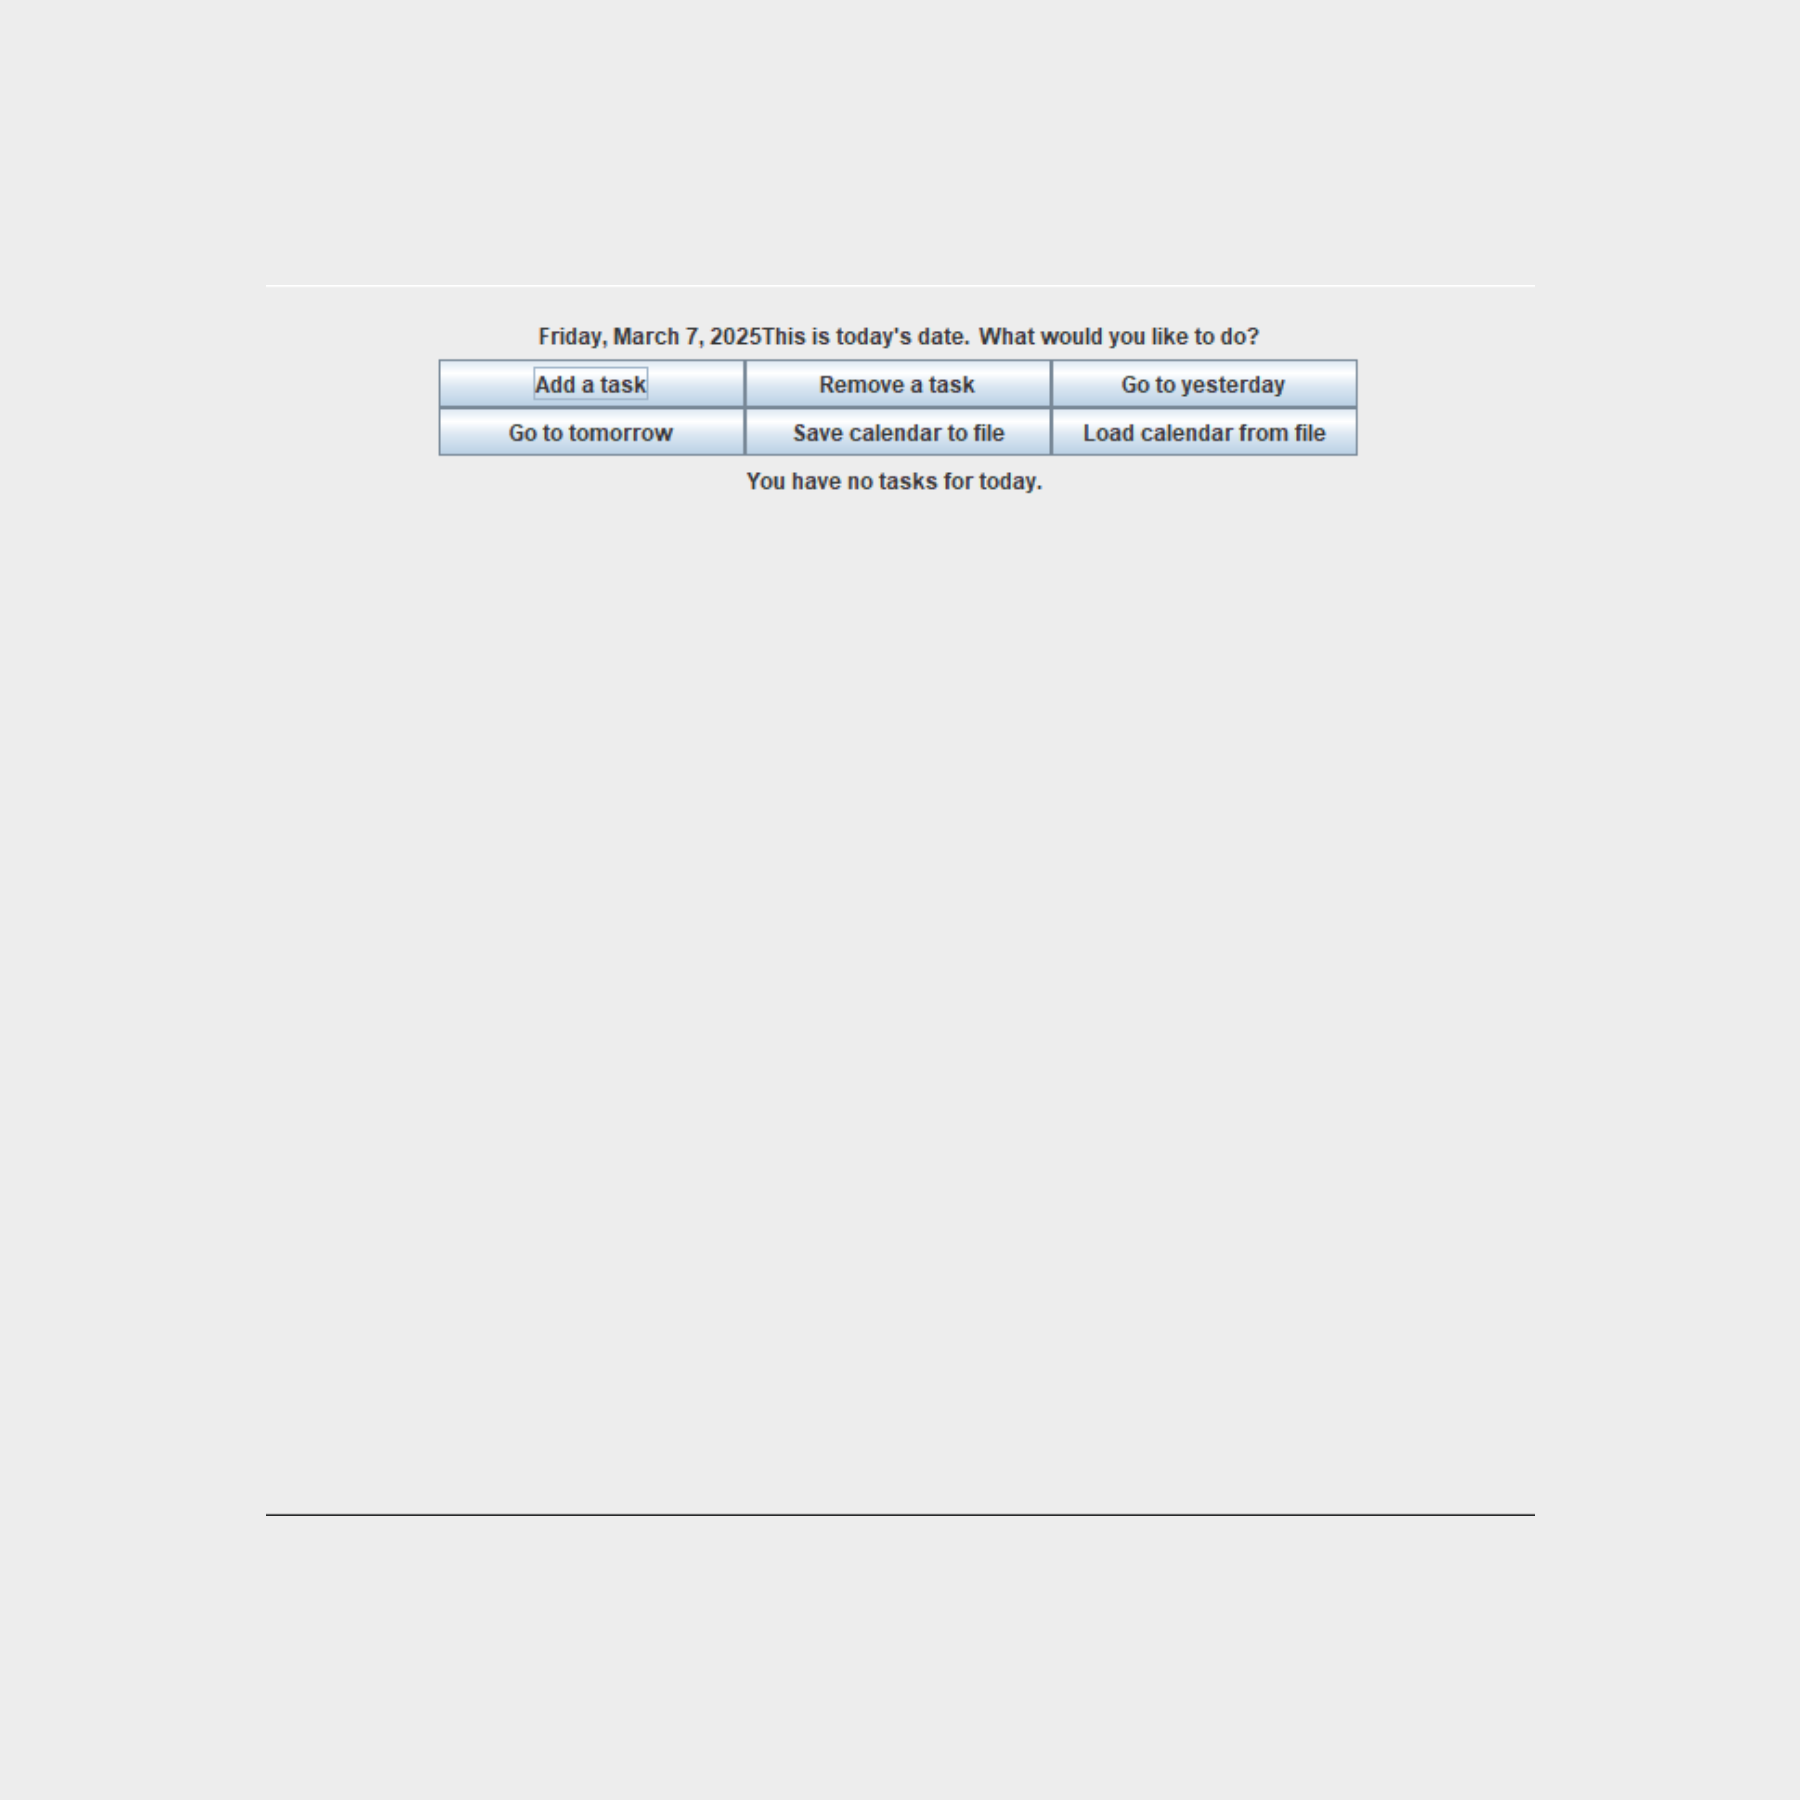 Friday, March 7, 2025This is today's date. What would you like to do?
Add a task Remove a task Go to yesterday
Go to tomorrow Save calendar to file Load calendar from file
You have no tasks for today.